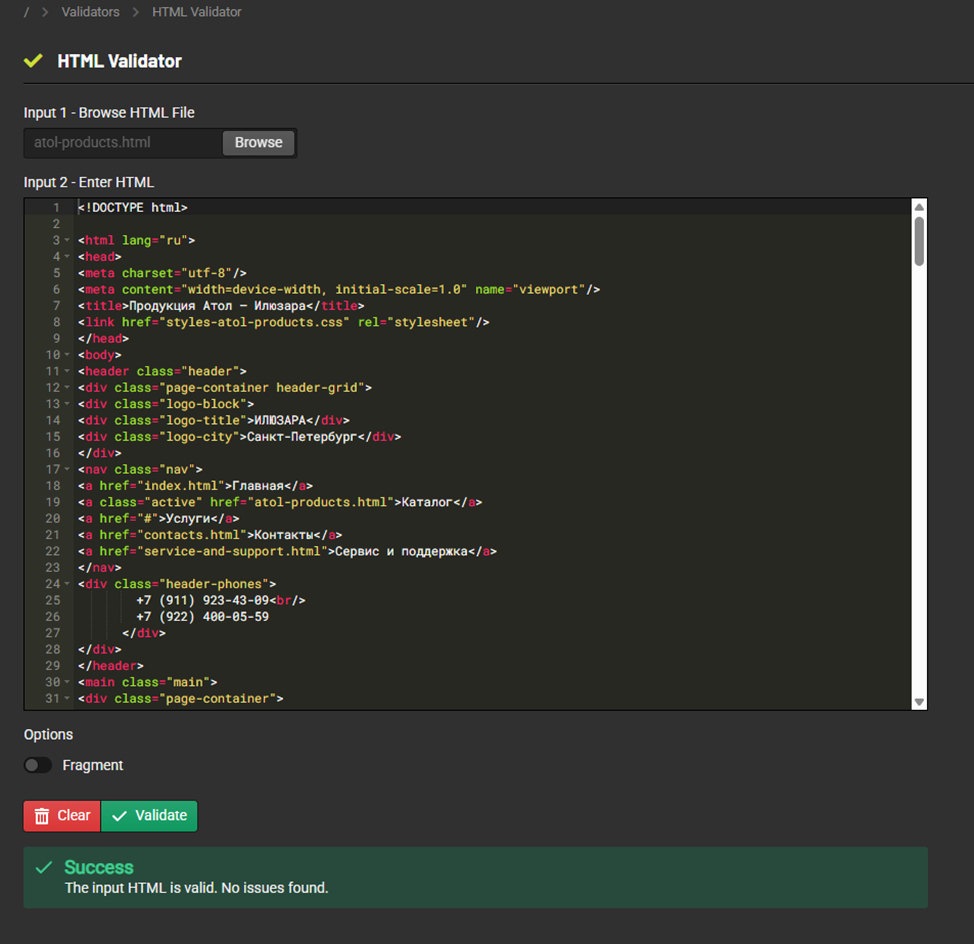 / > Validators > HTML Validator
HTML Validator
Input 1 - Browse HTML File
atol-products.html Browse
Input 2 - Enter HTML
1 <!DOCTYPE html>
2
3 <html lang="ru">
4 <head>
5 <meta charset="utf-8"/>
6 <meta content="width=device-width, initial-scale=1.0" name="viewport"/>
7 <title>Продукция Атол — Илюзара</title>
8 <link href="styles-atol-products.css" rel="stylesheet"/>
9 </head>
10 <body>
11 <header class="header">
12 <div class="page-container header-grid">
13 <div class="logo-block">
14 <div class="logo-title">ИЛЮЗАРА</div>
15 <div class="logo-city">Санкт-Петербург</div>
16 </div>
17 <nav class="nav">
18 <a href="index.html">Главная</a>
19 <a class="active" href="atol-products.html">Каталог</a>
20 <a href="#">Услуги</a>
21 <a href="contacts.html">Контакты</a>
22 <a href="service-and-support.html">Сервис и поддержка</a>
23 </nav>
24 <div class="header-phones">
25 +7 (911) 923-43-09<br/>
26 +7 (922) 400-05-59
27 </div>
28 </div>
29 </header>
30 <main class="main">
31 <div class="page-container">
Options
Fragment
Clear Validate
Success
The input HTML is valid. No issues found.